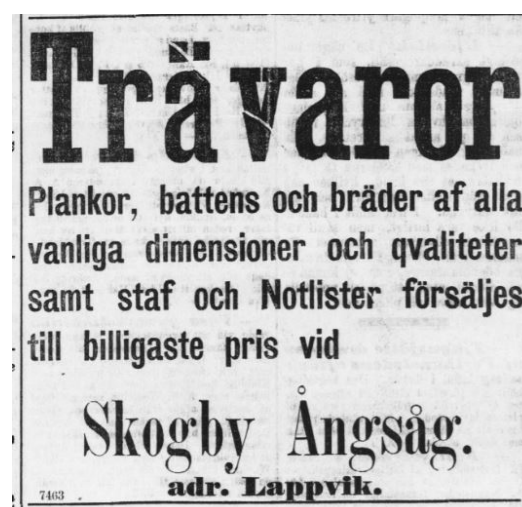 Trävaror
Plankor, battens och bräder af alla
vanliga dimensioner och qvaliteter
samt staf och Notlister försäljes
till billigaste pris vid
Skogby Ångsåg.
adr. Lappvik.
7463